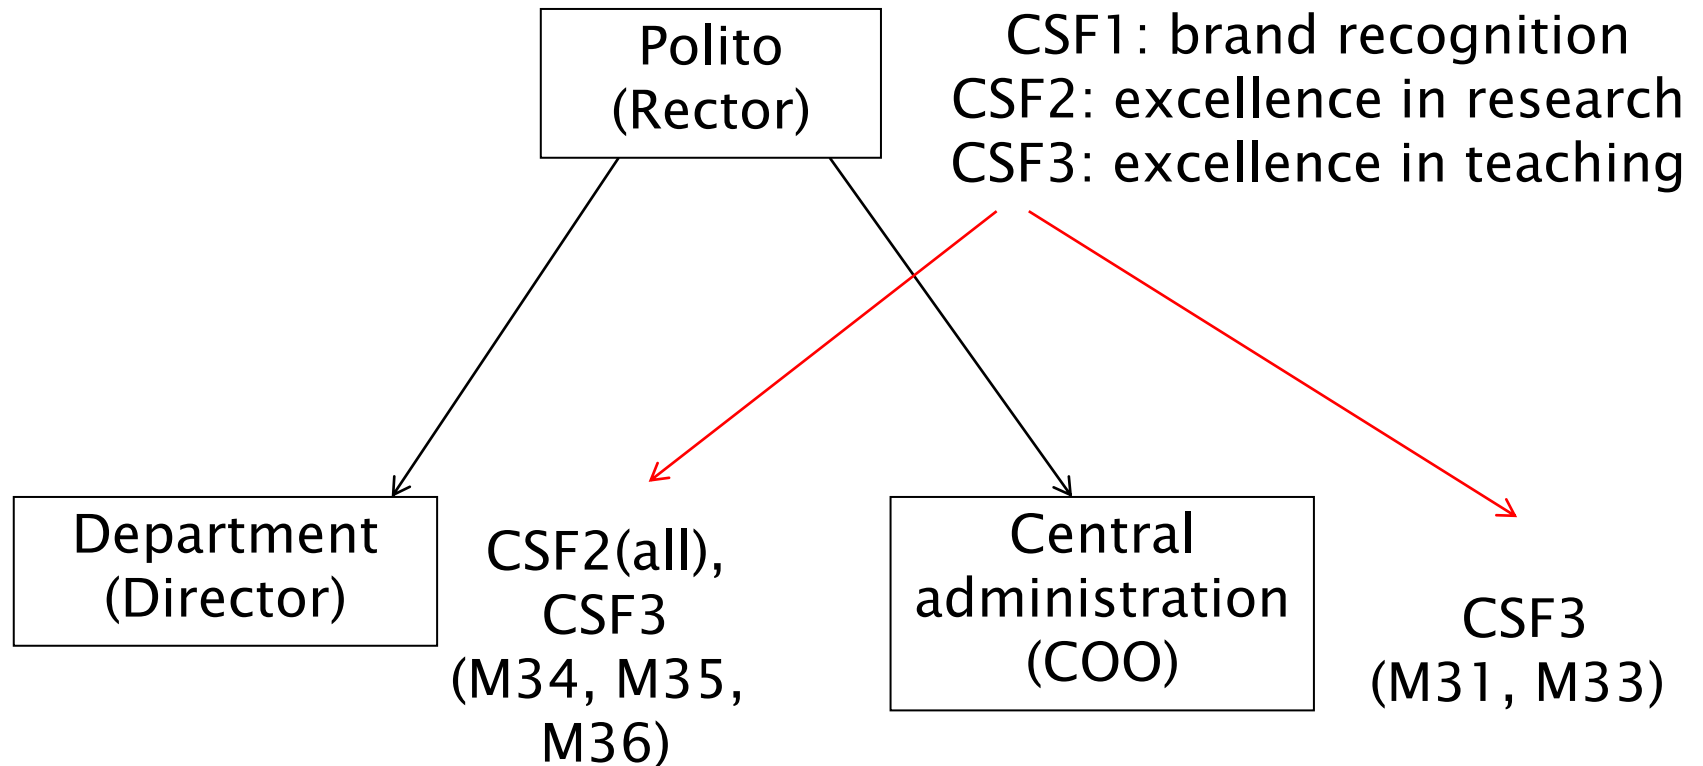 Polito
(Rector)
CSF1: brand recognition
CSF2: excellence in research
CSF3: excellence in teaching
Department
(Director)
CSF2(all),
CSF3
(M34, M35,
M36)
Central
administration
(COO)
CSF3
(M31, M33)